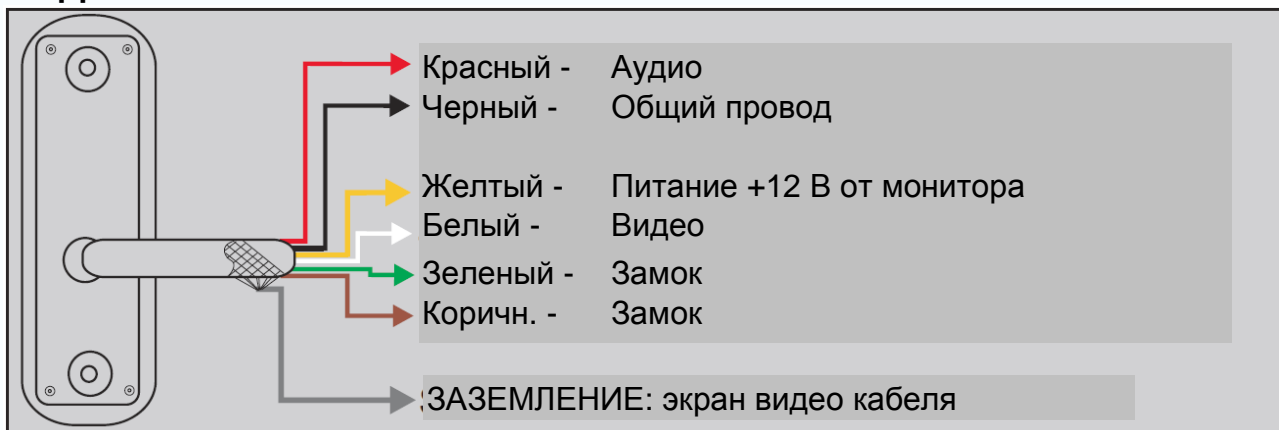 Красный - Аудио
Черный - Общий провод
Желтый - Питание +12 В от монитора
Белый - Видео
Зеленый - Замок
Коричн. - Замок
ЗАЗЕМЛЕНИЕ: экран видео кабеля